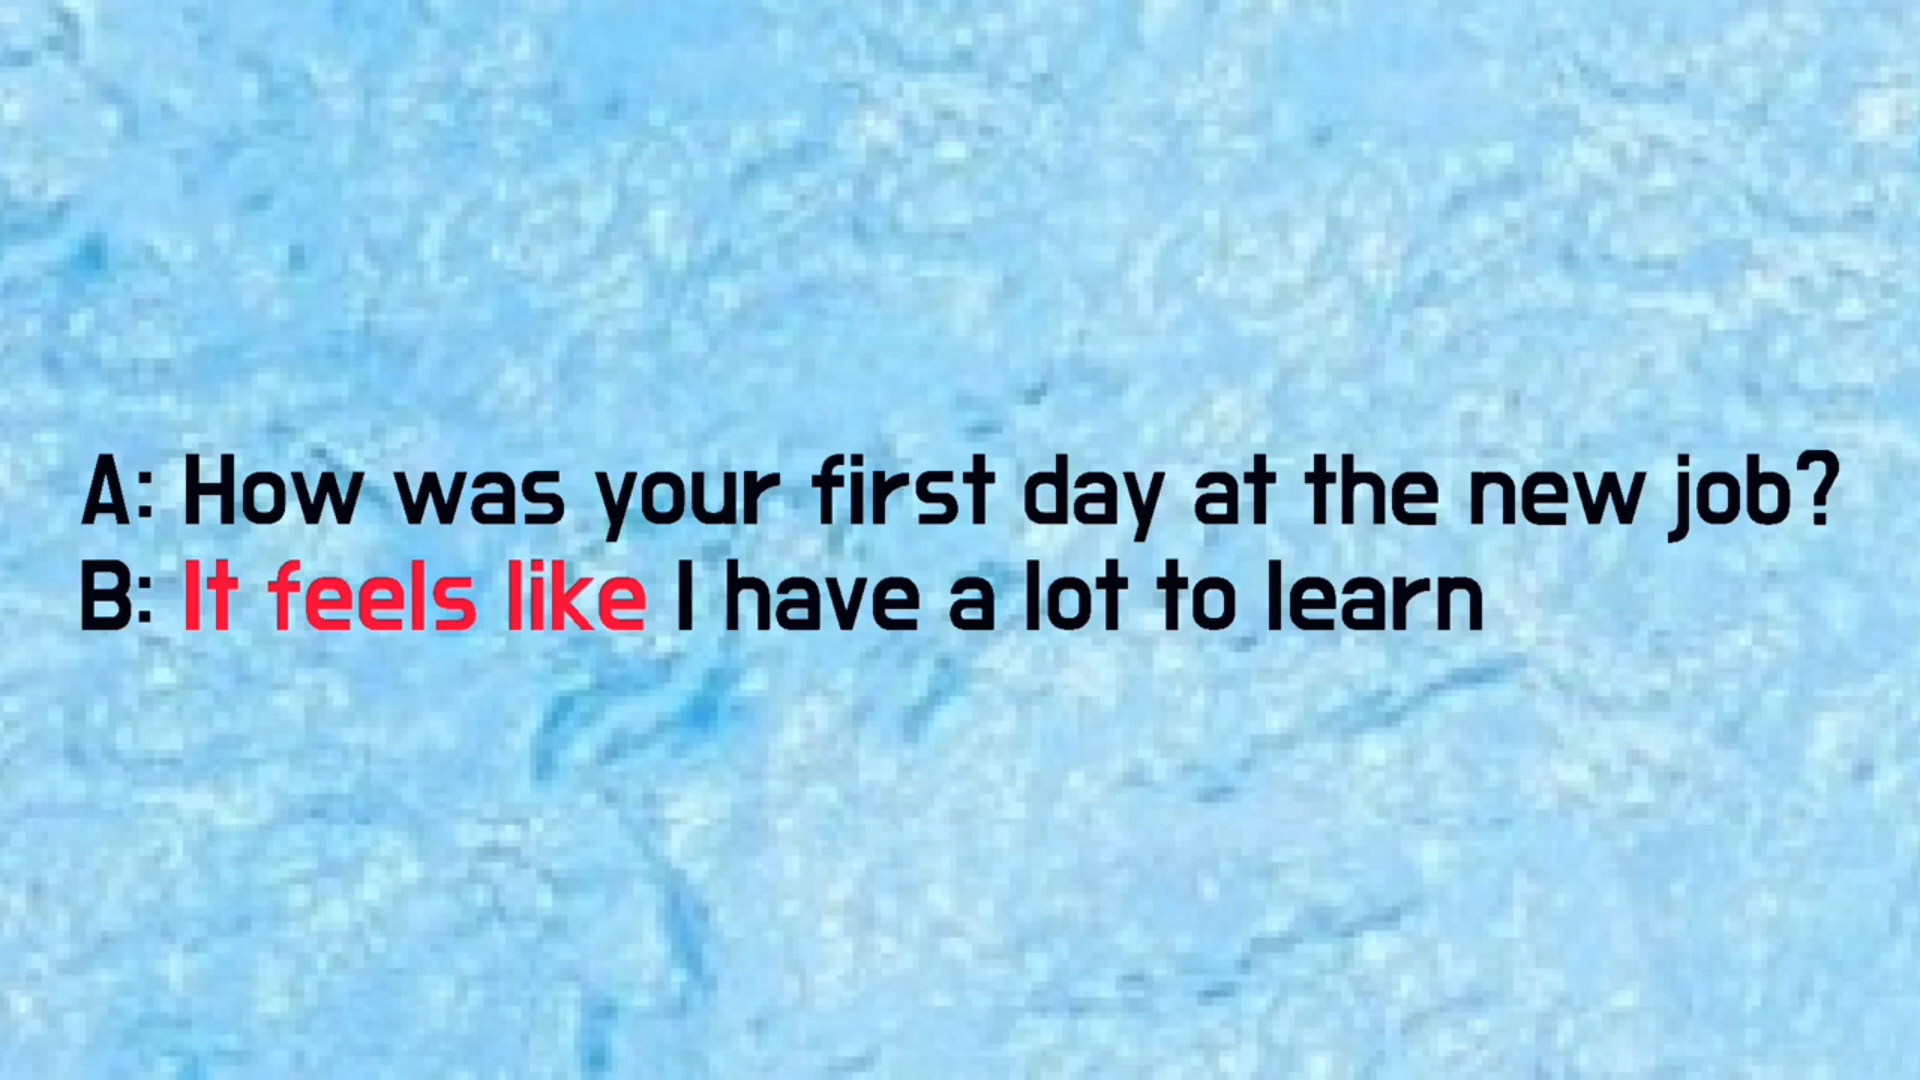 A: How was your first day at the new job?
B: It feels like I have a lot to learn